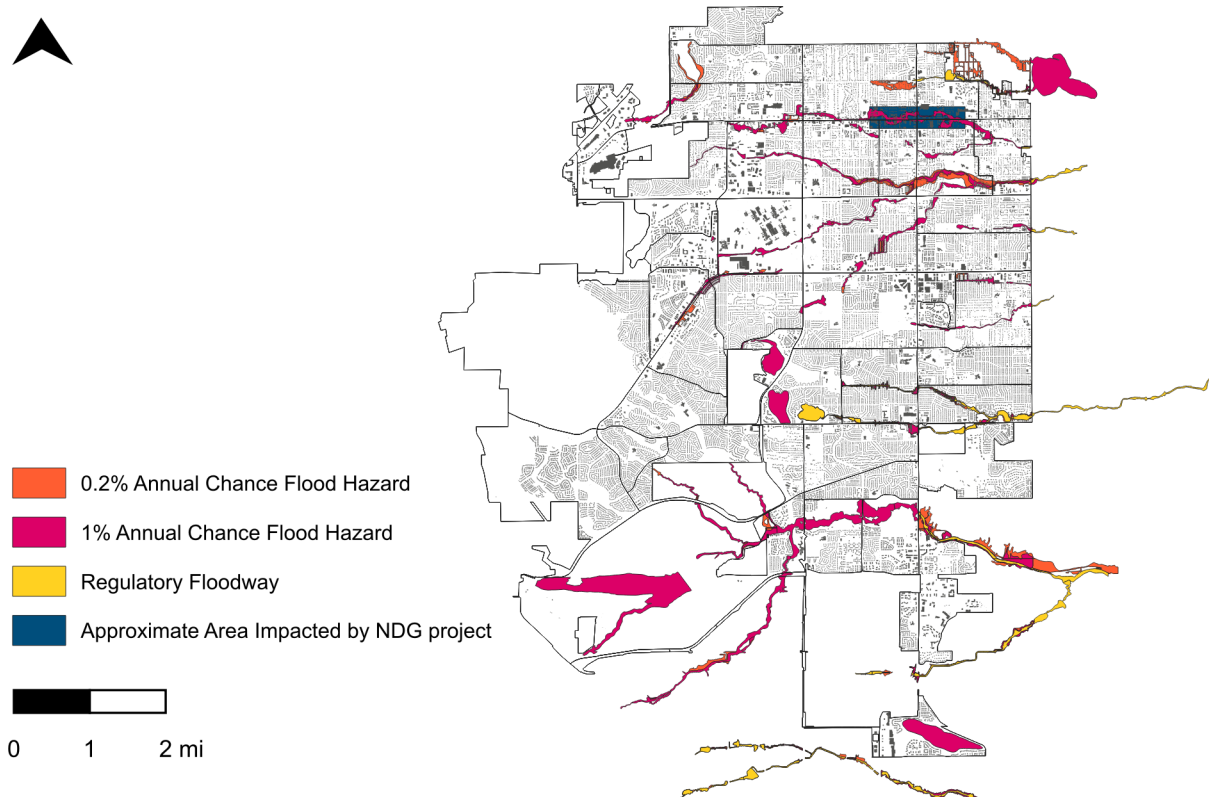 0.2% Annual Chance Flood Hazard
1% Annual Chance Flood Hazard
Regulatory Floodway
Approximate Area Impacted by NDG project
0 1 2 mi